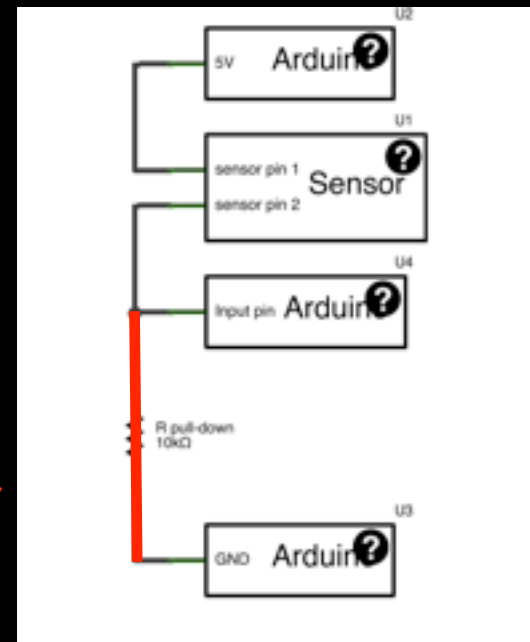 U2
5V
Arduin?
U1
sensor pin 1
Sensor
?
sensor pin 2
U4
Input pin
Arduin?
R pull-down
10kΩ
U3
GND
Arduin?